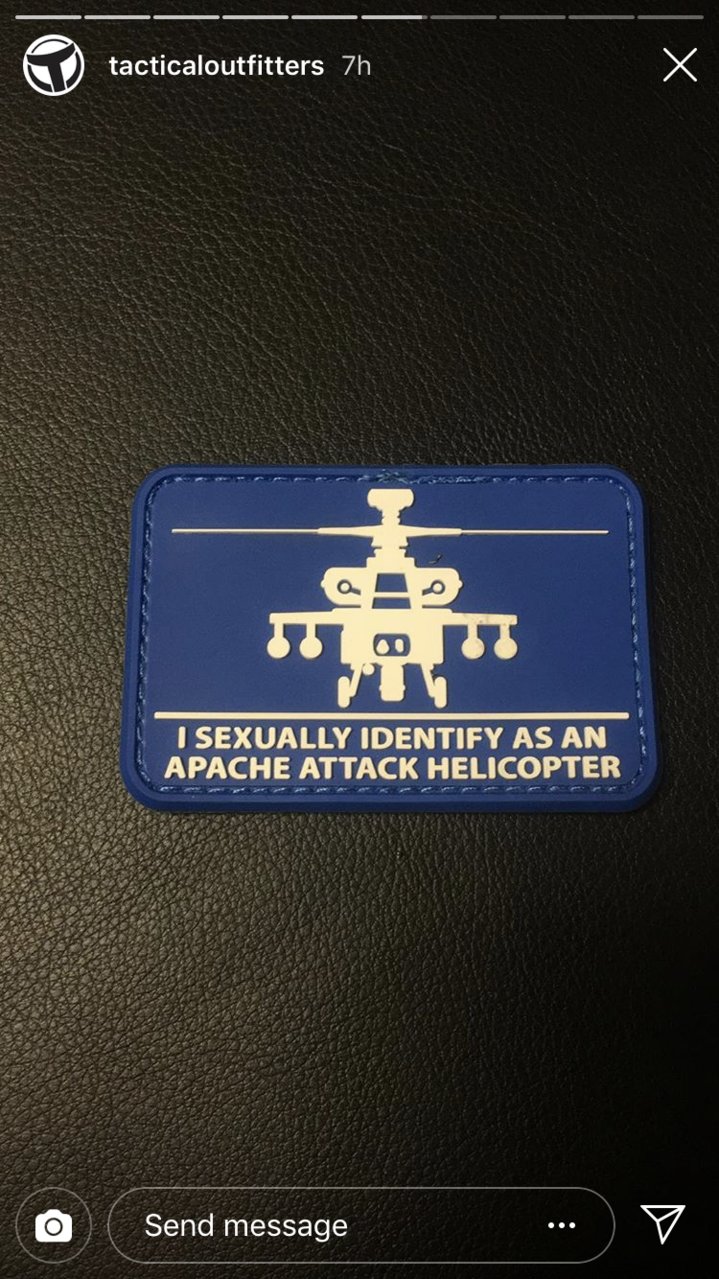 tacticaloutfitters 7h
I SEXUALLY IDENTIFY AS AN
APACHE ATTACK HELICOPTER
Send message